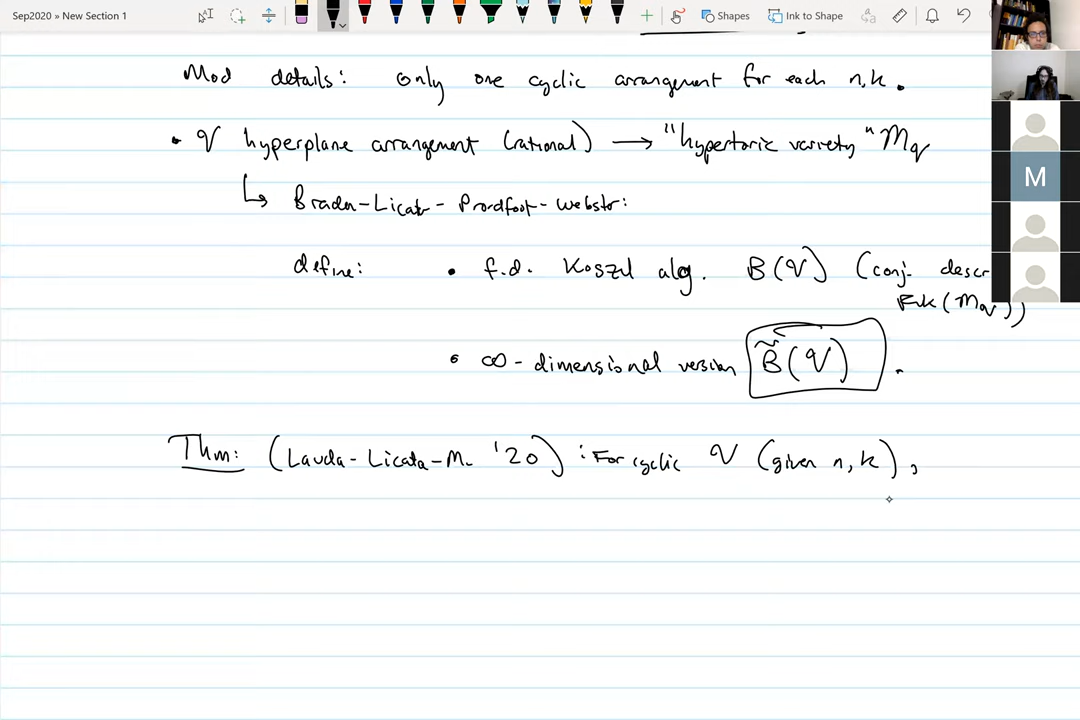 Sep2020 » New Section 1
Shapes
Ink to Shape
Mod details: only one cyclic arrangement for each n,k.
• 𝒱 hyperplane arrangement (rational) → "hypertoric variety" M𝒱
↳ Braden-Licata-Proudfoot-Webster:
define: • f.d. Koszul alg. B(𝒱) (conj. descr
Fuk(M𝒱))
• ∞-dimensional version B̃(𝒱).
Thm: (Lauda-Licata-M. '20): For cyclic 𝒱 (given n,k),
M